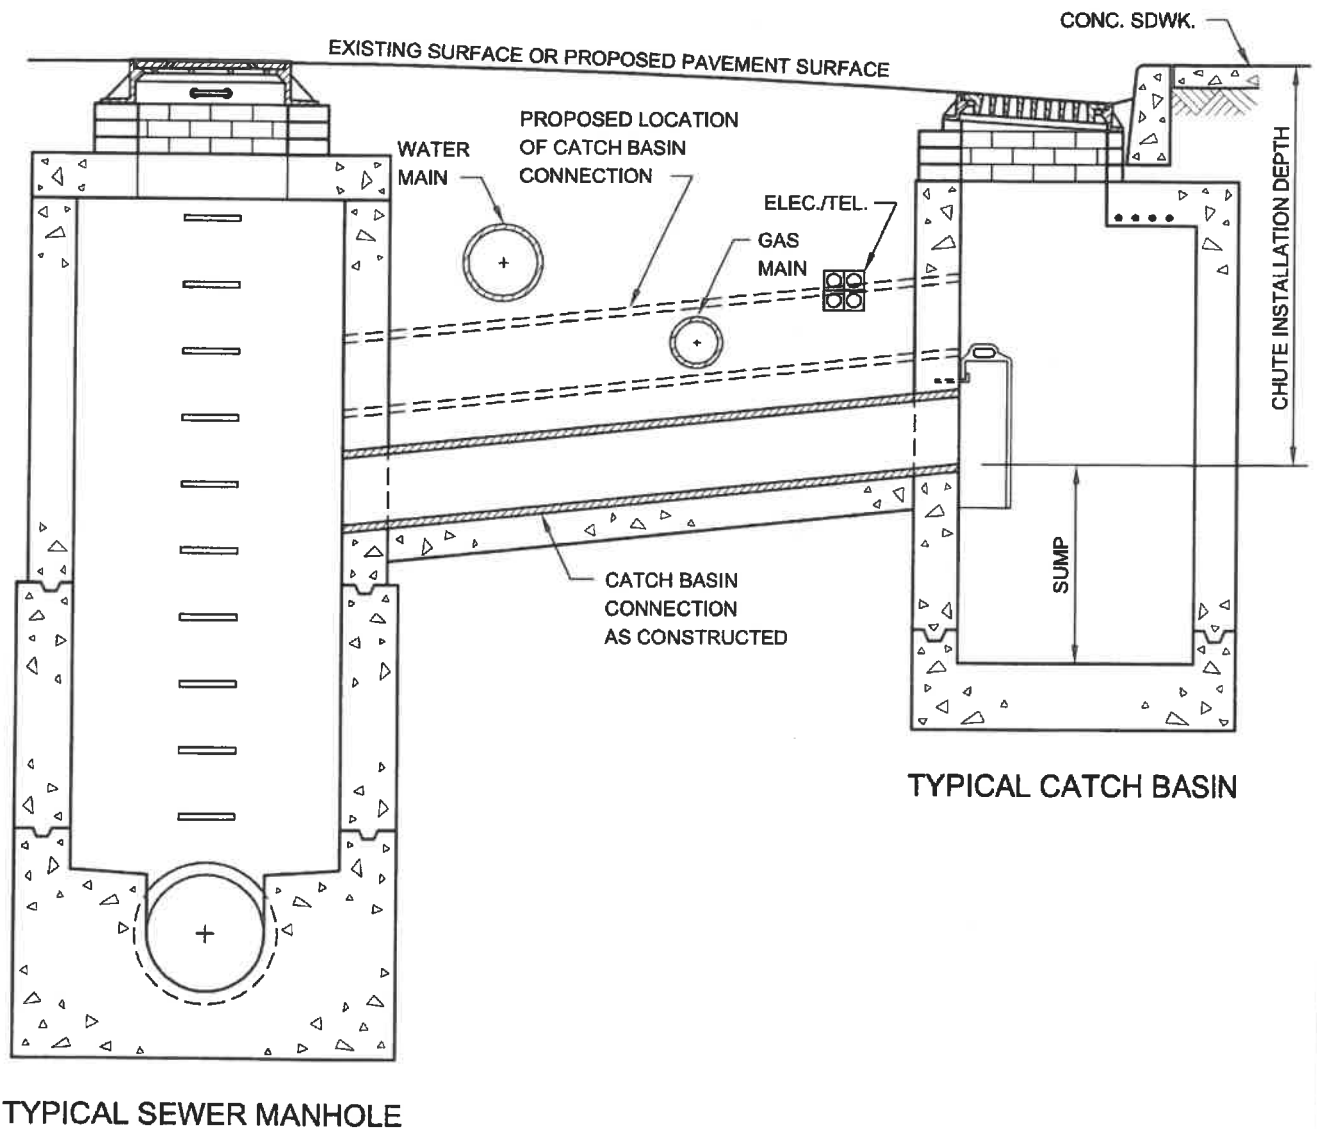 CONC. SDWK.
EXISTING SURFACE OR PROPOSED PAVEMENT SURFACE
PROPOSED LOCATION
OF CATCH BASIN
CONNECTION
WATER
MAIN
ELEC./TEL.
GAS
MAIN
CHUTE INSTALLATION DEPTH
SUMP
CATCH BASIN
CONNECTION
AS CONSTRUCTED
TYPICAL CATCH BASIN
TYPICAL SEWER MANHOLE